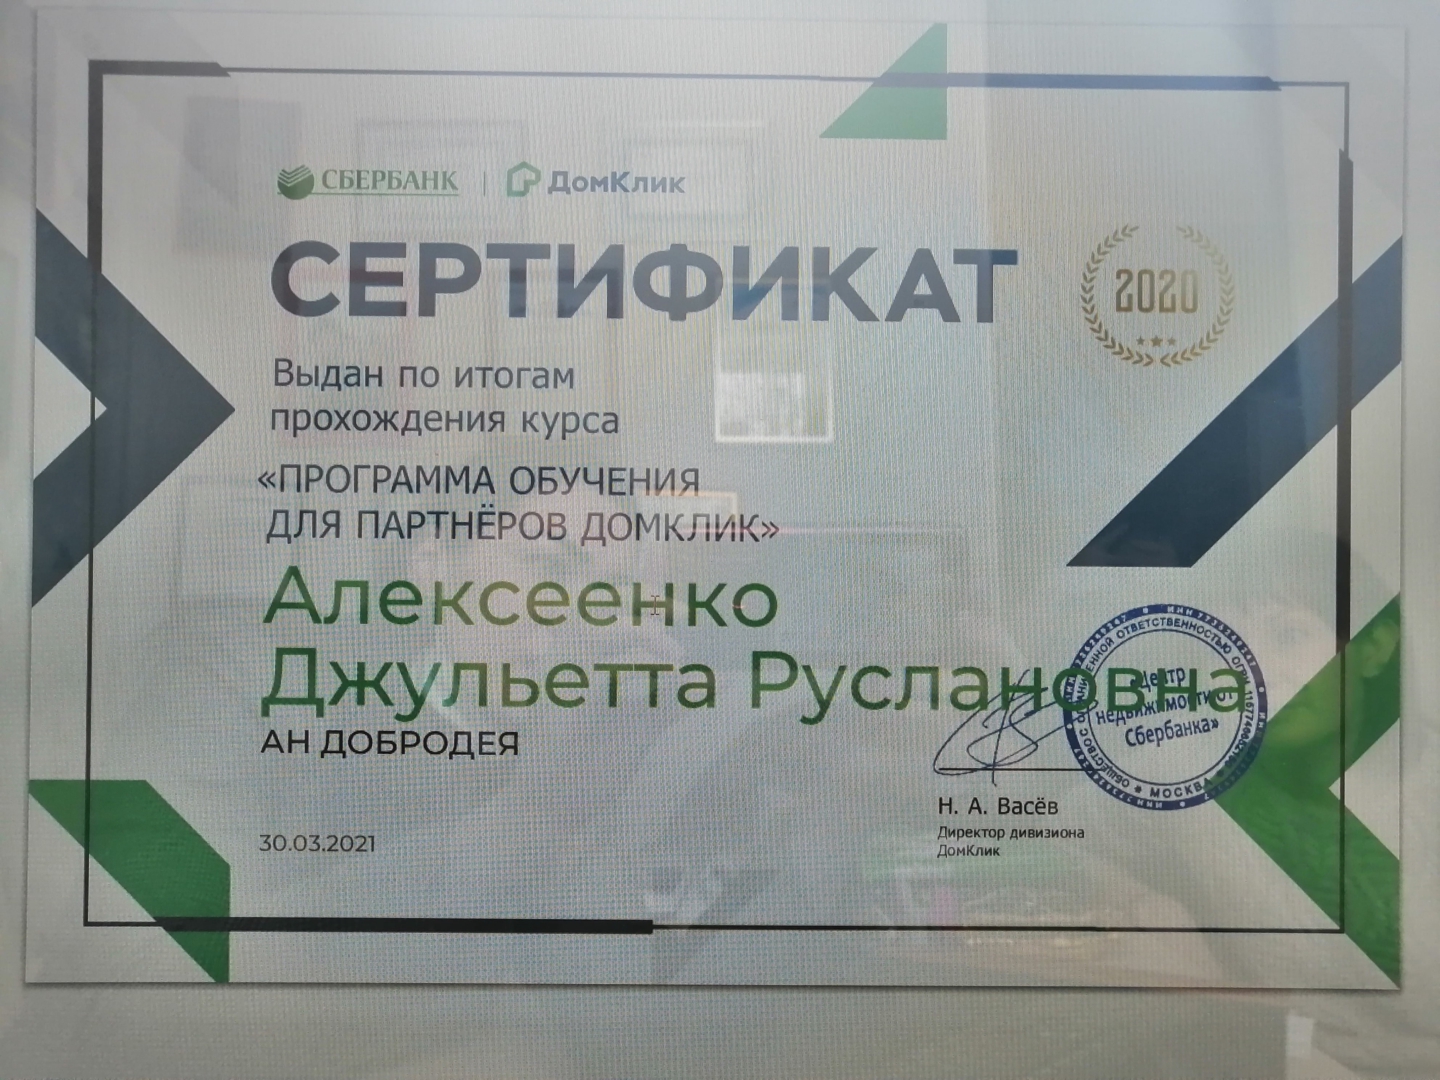 СБЕРБАНК | ДомКлик
СЕРТИФИКАТ
2020
Выдан по итогам
прохождения курса
«ПРОГРАММА ОБУЧЕНИЯ
ДЛЯ ПАРТНЁРОВ ДОМКЛИК»
Алексеенко
Джульетта Руслановна
АН ДОБРОДЕЯ
Центр
недвижимости от
Сбербанка»
МОСКВА
Н. А. Васёв
Директор дивизиона
ДомКлик
30.03.2021